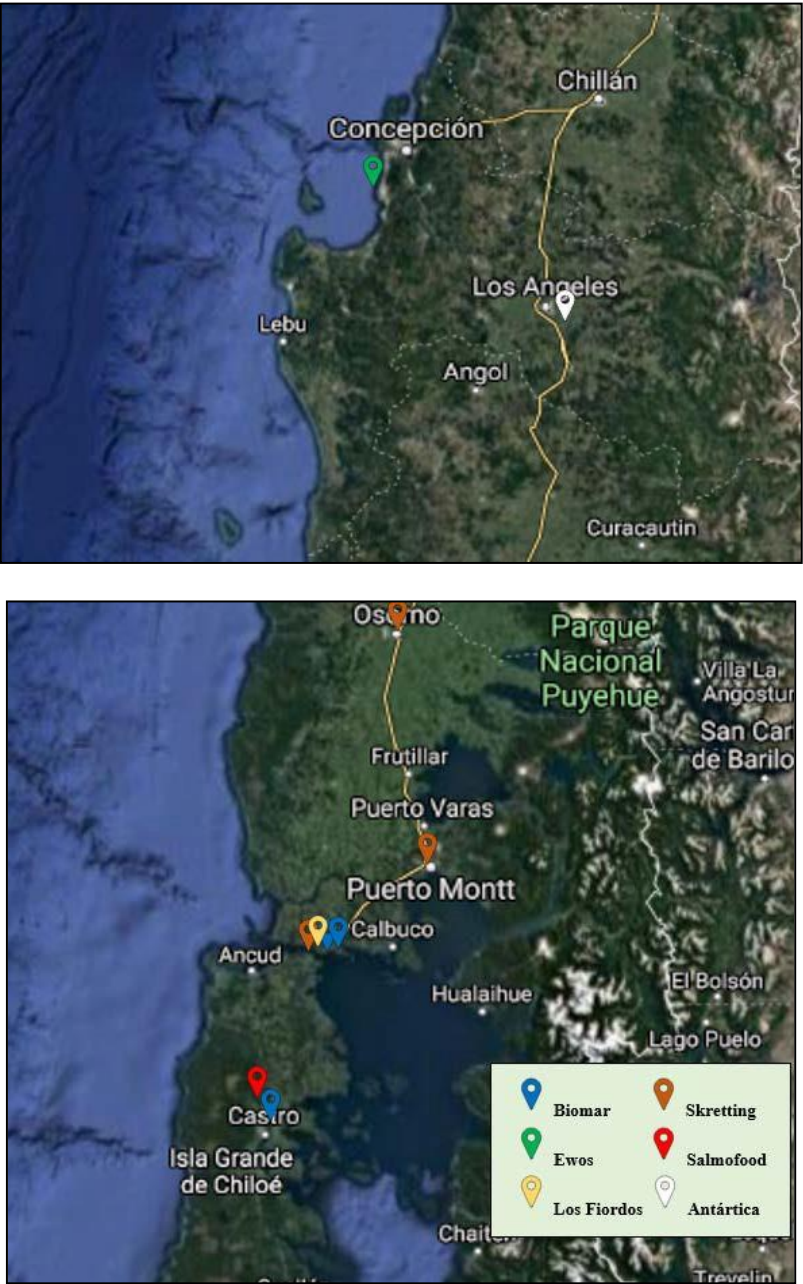 Chillán
Concepción
Los Angeles
Lebu
Angol
Curacautin
Osorno
Parque
Nacional
Puyehue
Villa La
Angostur
San Car
de Barilo
Frutillar
Puerto Varas
Puerto Montt
Calbuco
Ancud
Hualaihue
El Bolsón
Lago Puelo
Castro
Isla Grande
de Chiloé
Biomar
Skretting
Ewos
Salmofood
Los Fiordos
Antártica
Trevelin